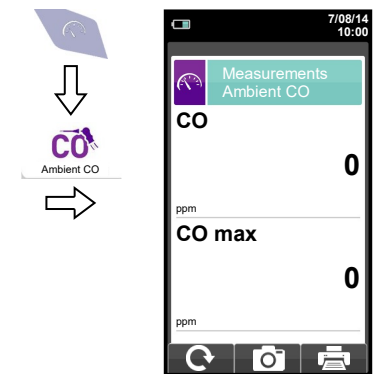 CO
Ambient CO
7/08/14
10:00
Measurements
Ambient CO
CO
0
ppm
CO max
0
ppm